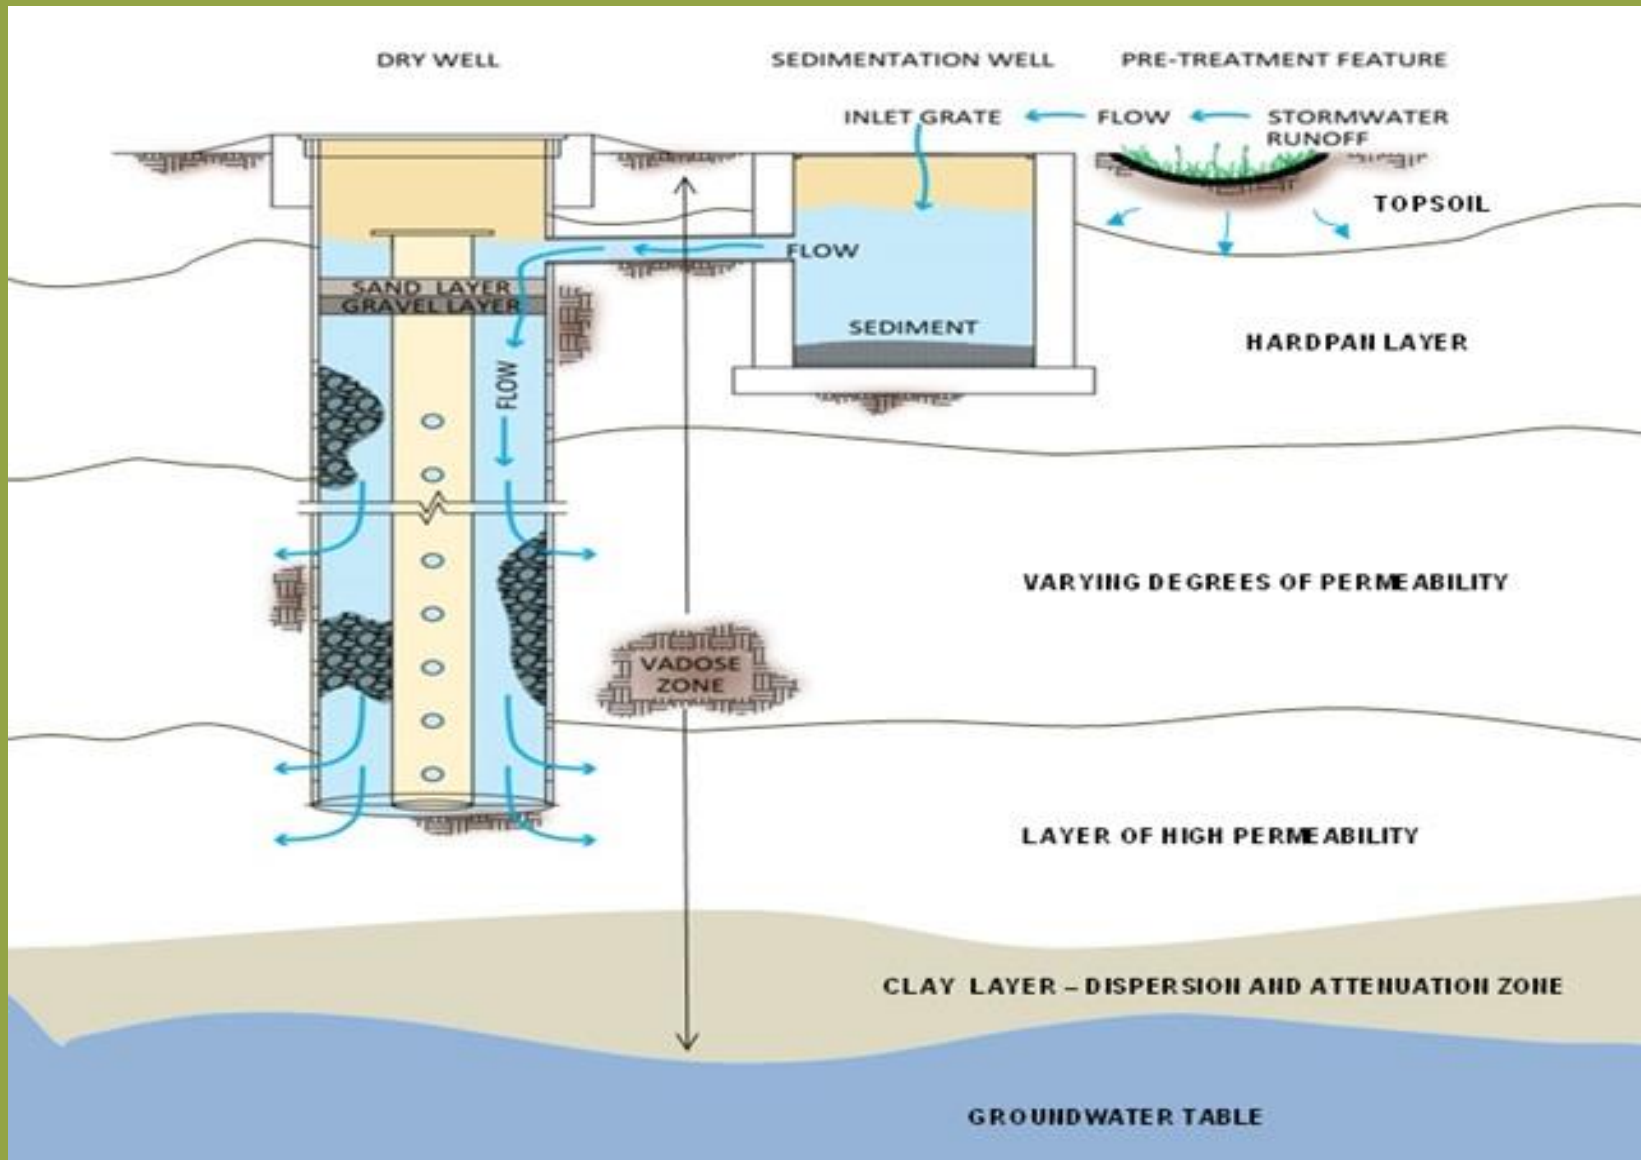 DRY WELL
SEDIMENTATION WELL
PRE-TREATMENT FEATURE
INLET GRATE
FLOW
STORMWATER
RUNOFF
TOPSOIL
FLOW
SAND LAYER
GRAVEL LAYER
SEDIMENT
HARDPAN LAYER
FLOW
VARYING DEGREES OF PERMEABILITY
VADOSE
ZONE
LAYER OF HIGH PERMEABILITY
CLAY LAYER – DISPERSION AND ATTENUATION ZONE
GROUNDWATER TABLE